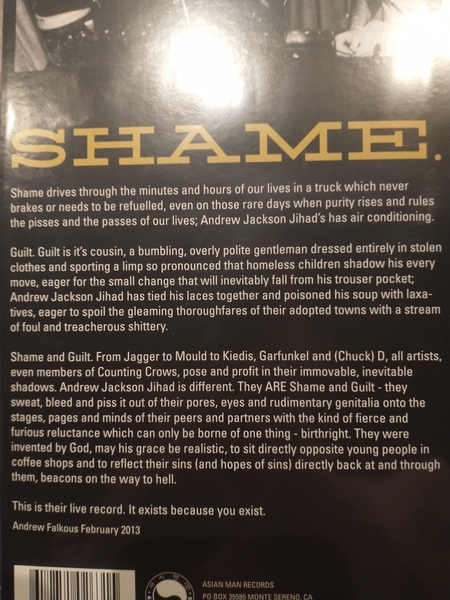 SHAME.
Shame drives through the minutes and hours of our lives in a truck which never
brakes or needs to be refuelled, even on those rare days when purity rises and rules
the pisses and the passes of our lives; Andrew Jackson Jihad's has air conditioning.
Guilt. Guilt is it's cousin, a bumbling, overly polite gentleman dressed entirely in stolen
clothes and sporting a limp so pronounced that homeless children shadow his every
move, eager for the small change that will inevitably fall from his trouser pocket;
Andrew Jackson Jihad has tied his laces together and poisoned his soup with laxa-
tives, eager to spoil the gleaming thoroughfares of their adopted towns with a stream
of foul and treacherous shittery.
Shame and Guilt. From Jagger to Mould to Kiedis, Garfunkel and (Chuck) D, all artists,
even members of Counting Crows, pose and profit in their immovable, inevitable
shadows. Andrew Jackson Jihad is different. They ARE Shame and Guilt - they
sweat, bleed and piss it out of their pores, eyes and rudimentary genitalia onto the
stages, pages and minds of their peers and partners with the kind of fierce and
furious reluctance which can only be borne of one thing - birthright. They were
invented by God, may his grace be realistic, to sit directly opposite young people in
coffee shops and to reflect their sins (and hopes of sins) directly back at and through
them, beacons on the way to hell.
This is their live record. It exists because you exist.
Andrew Falkous February 2013
ASIAN MAN RECORDS
PO BOX 35585 MONTE SERENO, CA